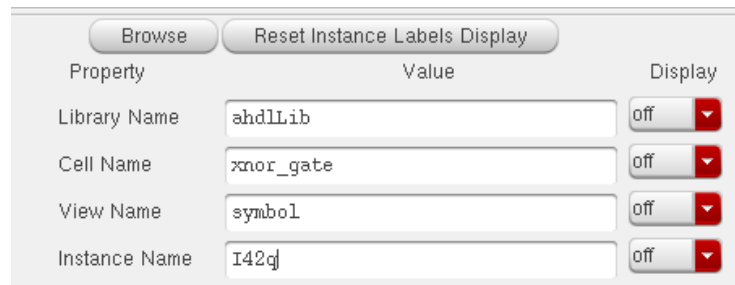 Browse Reset Instance Labels Display
Property Value Display
Library Name ahdlLib off
Cell Name xnor_gate off
View Name symbol off
Instance Name I42q off